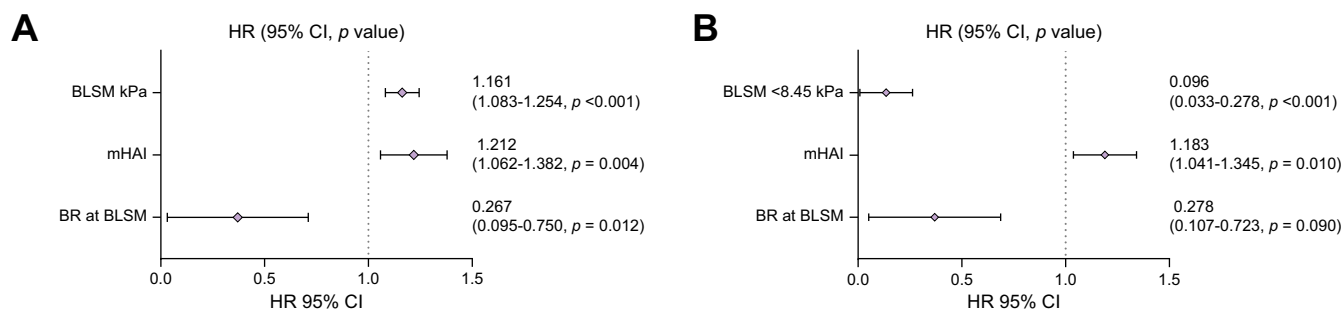 A
HR (95% CI, p value)
BLSM kPa
1.161
(1.083-1.254, p <0.001)
mHAI
1.212
(1.062-1.382, p = 0.004)
BR at BLSM
0.267
(0.095-0.750, p = 0.012)
0.0 0.5 1.0 1.5
HR 95% CI
B
HR (95% CI, p value)
BLSM <8.45 kPa
0.096
(0.033-0.278, p <0.001)
mHAI
1.183
(1.041-1.345, p = 0.010)
BR at BLSM
0.278
(0.107-0.723, p = 0.090)
0.0 0.5 1.0 1.5
HR 95% CI